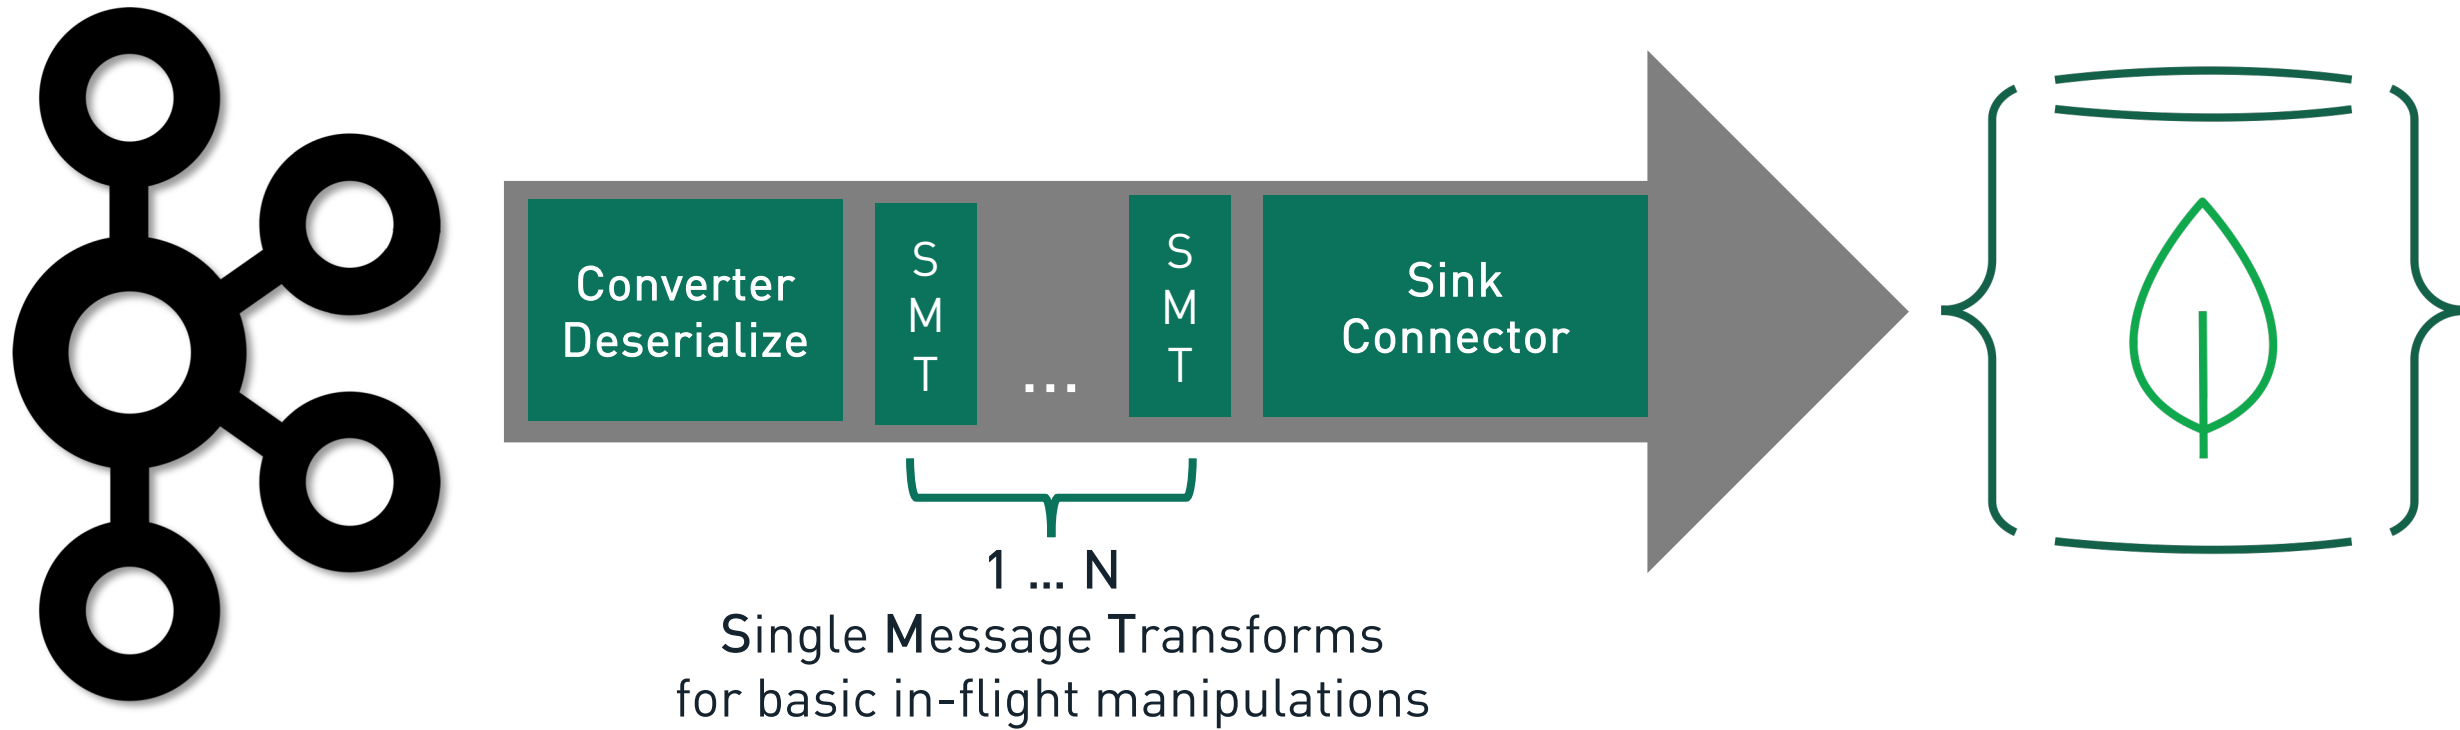 Converter
Deserialize
S
M
T
...
S
M
T
Sink
Connector
1 ... N
Single Message Transforms
for basic in-flight manipulations